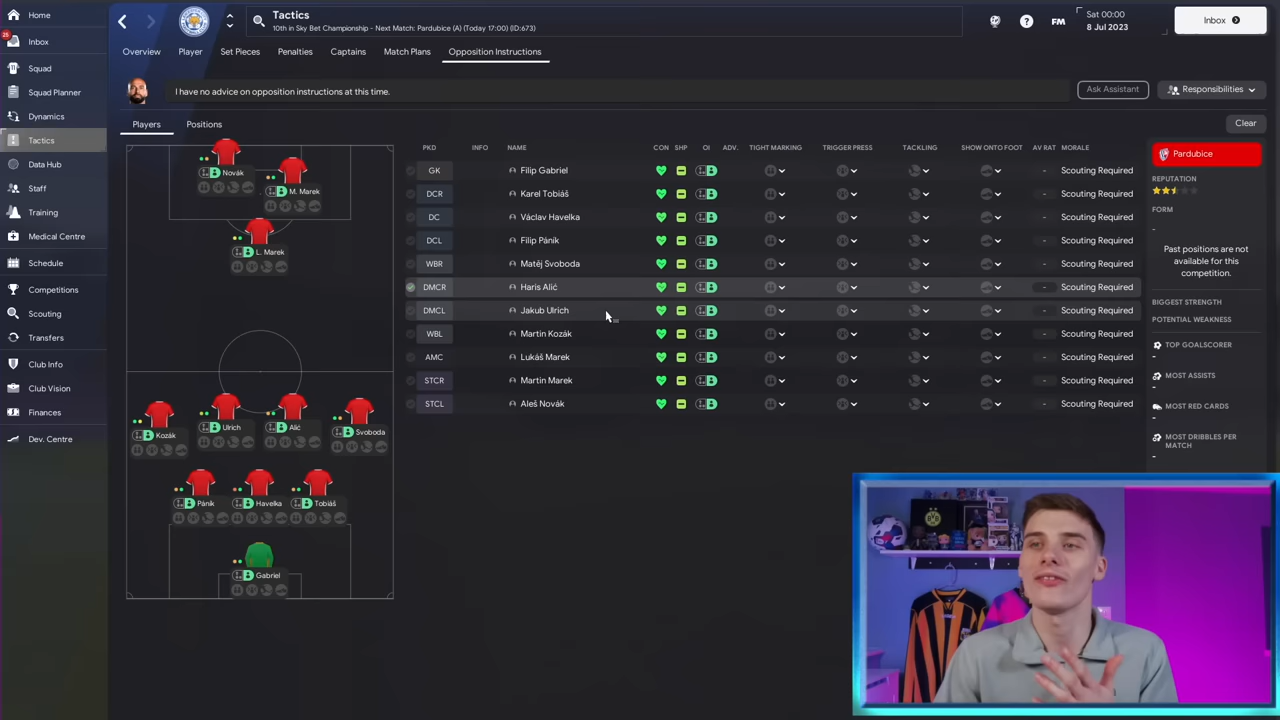 Home
25
Inbox
Squad
Squad Planner
Dynamics
Tactics
Data Hub
Staff
Training
Medical Centre
Schedule
Competitions
Scouting
Transfers
Club Info
Club Vision
Finances
Dev. Centre
Tactics
10th in Sky Bet Championship - Next Match: Pardubice (A) (Today 17:00) (ID:673)
FM
Sat 00:00
8 Jul 2023
Inbox
Overview
Player
Set Pieces
Penalties
Captains
Match Plans
Opposition Instructions
I have no advice on opposition instructions at this time.
Ask Assistant
Responsibilities
Players
Positions
Clear
Novák
M. Marek
L. Marek
Kozák
Ulrich
Alić
Svoboda
Páník
Havelka
Tobiáš
Gabriel
PKD INFO NAME CON SHP OI ADV. TIGHT MARKING TRIGGER PRESS TACKLING SHOW ONTO FOOT AV RAT MORALE
GK Filip Gabriel - Scouting Required
DCR Karel Tobiáš - Scouting Required
DC Václav Havelka - Scouting Required
DCL Filip Páník - Scouting Required
WBR Matěj Svoboda - Scouting Required
DMCR Haris Alić - Scouting Required
DMCL Jakub Ulrich - Scouting Required
WBL Martin Kozák - Scouting Required
AMC Lukáš Marek - Scouting Required
STCR Martin Marek - Scouting Required
STCL Aleš Novák - Scouting Required
Pardubice
REPUTATION
FORM
-
Past positions are not
available for this
competition.
BIGGEST STRENGTH
POTENTIAL WEAKNESS
TOP GOALSCORER
-
MOST ASSISTS
-
MOST RED CARDS
-
MOST DRIBBLES PER
MATCH
-